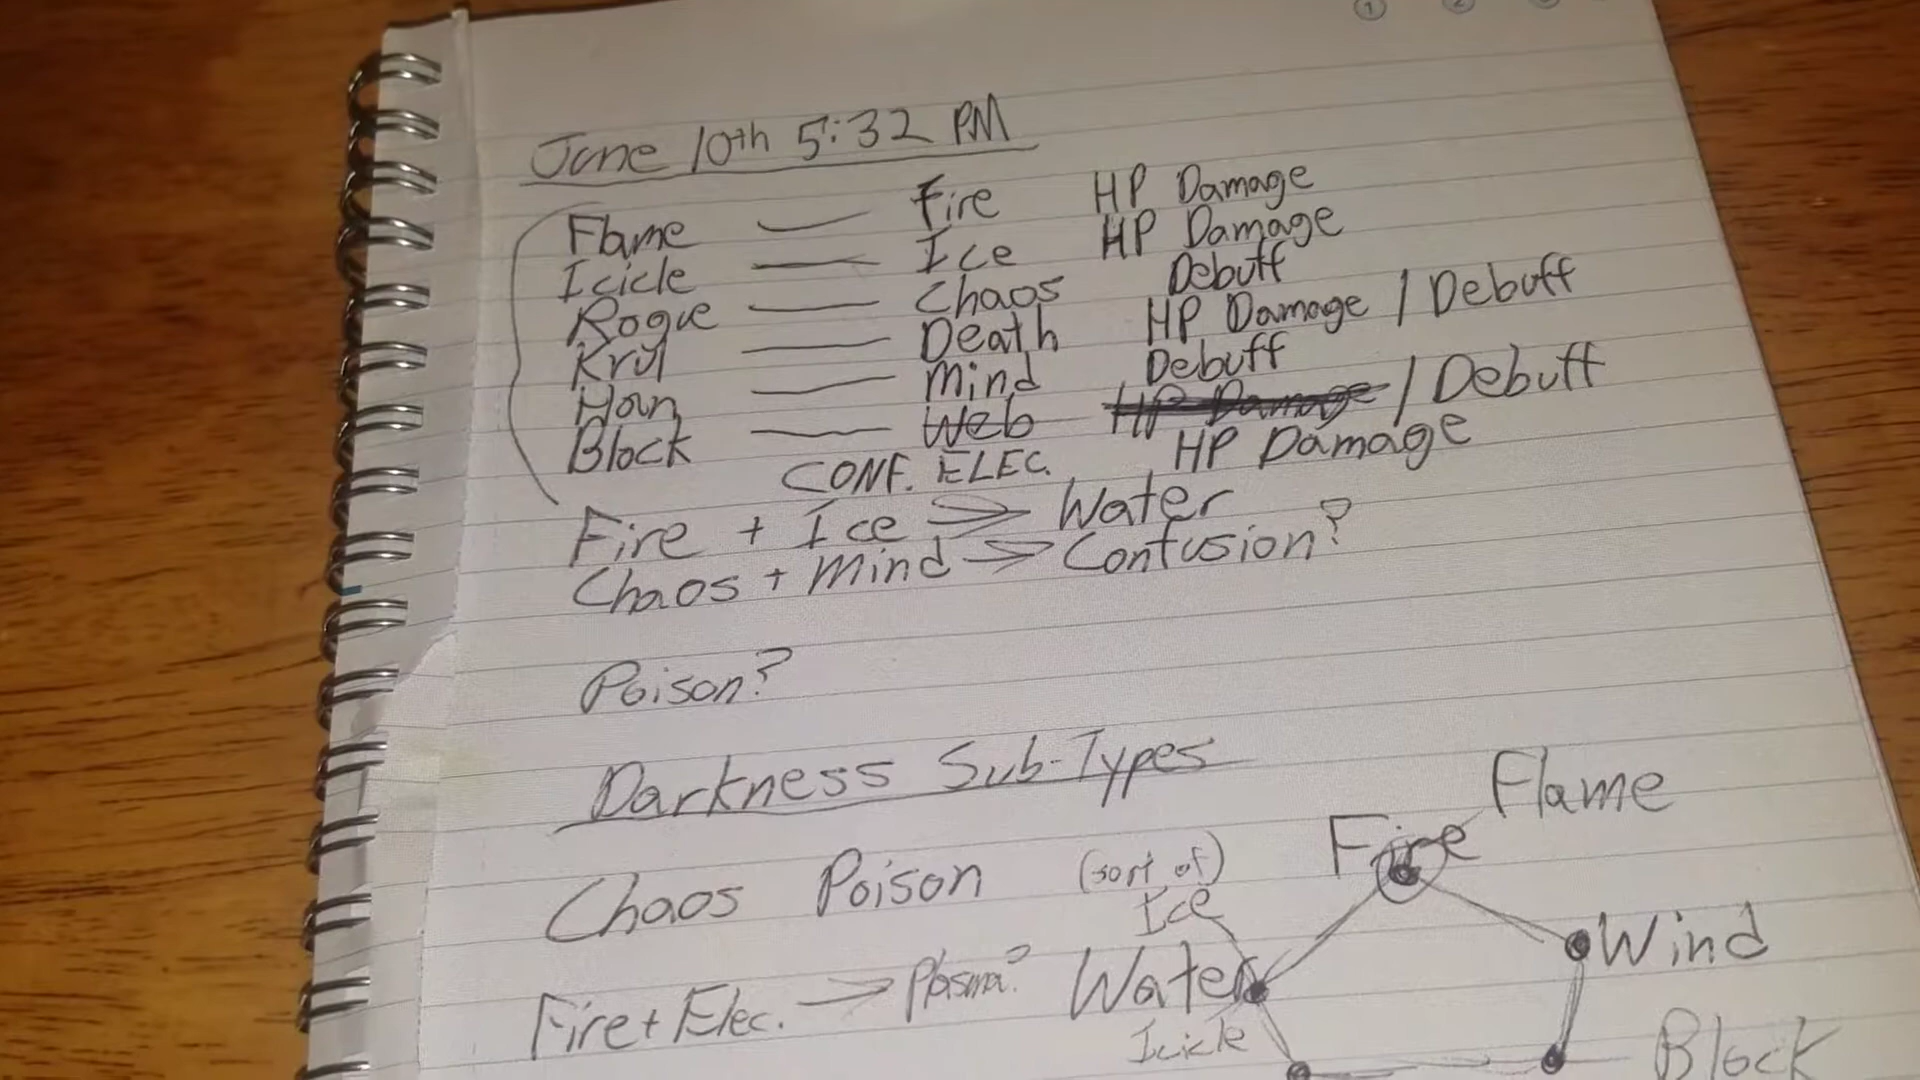 June 10th 5:32 PM
Flame — Fire HP Damage
Icicle — Ice HP Damage
Rogue — Chaos Debuff
Krul — Death HP Damage / Debuff
— Mind Debuff
Block — Web HP Damage / Debuff
CONF. ELEC. HP Damage
Fire + Ice → Water
Chaos + Mind → Confusion?
Poison?
Darkness Sub-Types
Flame
Chaos Poison (sort of) Fire
Ice
Wind
Fire + Elec. → Plasma? Water
Icicle
Block